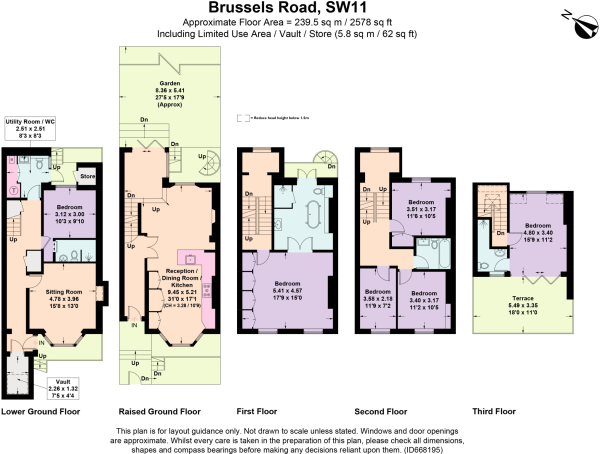 Brussels Road, SW11
Approximate Floor Area = 239.5 sq m / 2578 sq ft
Including Limited Use Area / Vault / Store (5.8 sq m / 62 sq ft)
N
Garden
8.36 x 5.41
27'5 x 17'9
(Approx)
= Reduce head height below 1.5m
Dn
Dn
Up
Dn
Up
Utility Room / WC
2.51 x 2.51
8'3 x 8'3
Up
Store
Bedroom
3.12 x 3.00
10'3 x 9'10
Up
Sitting Room
4.78 x 3.96
15'8 x 13'0
IN
Up
Vault
2.26 x 1.32
7'5 x 4'4
Lower Ground Floor
Up
Dn
Up
Reception /
Dining Room /
Kitchen
9.45 x 5.21
31'0 x 17'1
(CH = 3.28 / 10'9)
IN
Up
Dn
Dn
Raised Ground Floor
Up
Bedroom
5.41 x 4.57
17'9 x 15'0
First Floor
Dn
Up
Bedroom
3.51 x 3.17
11'6 x 10'5
Bedroom
3.58 x 2.18
11'9 x 7'2
Bedroom
3.40 x 3.17
11'2 x 10'5
Second Floor
Dn
Bedroom
4.80 x 3.40
15'9 x 11'2
Terrace
5.49 x 3.35
18'0 x 11'0
Third Floor
This plan is for layout guidance only. Not drawn to scale unless stated. Windows and door openings
are approximate. Whilst every care is taken in the preparation of this plan, please check all dimensions,
shapes and compass bearings before making any decisions reliant upon them. (ID668195)